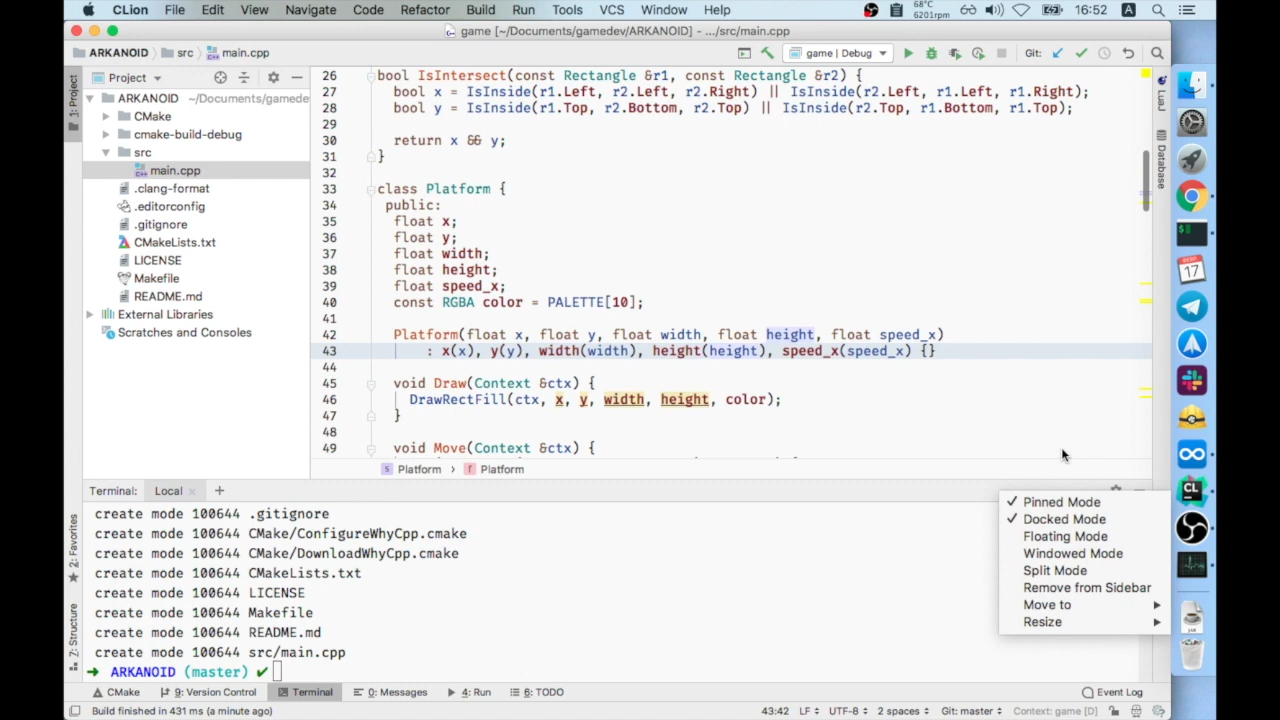 CLion File Edit View Navigate Code Refactor Build Run Tools VCS Window Help 68°C 6201rpm 16:52 A
game [~/Documents/gamedev/ARKANOID] - .../src/main.cpp
ARKANOID src main.cpp game | Debug Git:
1: Project
Project
ARKANOID ~/Documents/gamede
CMake
cmake-build-debug
src
main.cpp
.clang-format
.editorconfig
.gitignore
CMakeLists.txt
LICENSE
Makefile
README.md
External Libraries
Scratches and Consoles
26 bool IsIntersect(const Rectangle &r1, const Rectangle &r2) {
27 bool x = IsInside(r1.Left, r2.Left, r2.Right) || IsInside(r2.Left, r1.Left, r1.Right);
28 bool y = IsInside(r1.Top, r2.Bottom, r2.Top) || IsInside(r2.Top, r1.Bottom, r1.Top);
29
30 return x && y;
31 }
32
33 class Platform {
34 public:
35 float x;
36 float y;
37 float width;
38 float height;
39 float speed_x;
40 const RGBA color = PALETTE[10];
41
42 Platform(float x, float y, float width, float height, float speed_x)
43 : x(x), y(y), width(width), height(height), speed_x(speed_x) {}
44
45 void Draw(Context &ctx) {
46 DrawRectFill(ctx, x, y, width, height, color);
47 }
48
49 void Move(Context &ctx) {
S Platform > f Platform
LuaJ
Database
17
CL
Terminal: Local +
create mode 100644 .gitignore
create mode 100644 CMake/ConfigureWhyCpp.cmake
create mode 100644 CMake/DownloadWhyCpp.cmake
create mode 100644 CMakeLists.txt
create mode 100644 LICENSE
create mode 100644 Makefile
create mode 100644 README.md
create mode 100644 src/main.cpp
➜ ARKANOID (master) ✔
Pinned Mode
Docked Mode
Floating Mode
Windowed Mode
Split Mode
Remove from Sidebar
Move to
Resize
2: Favorites
7: Structure
CMake 9: Version Control Terminal 0: Messages 4: Run 6: TODO Event Log
Build finished in 431 ms (a minute ago) 43:42 LF UTF-8 2 spaces Git: master Context: game [D]